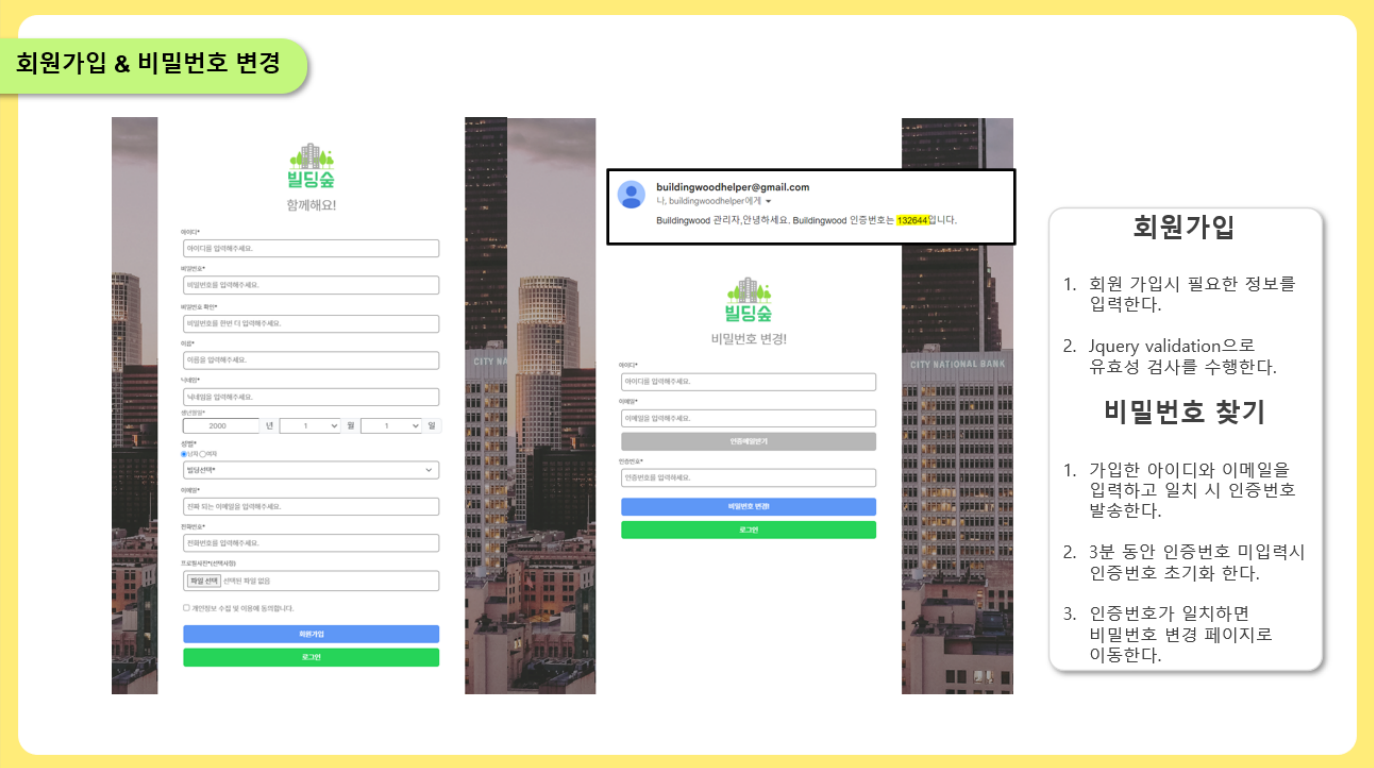 회원가입 & 비밀번호 변경
빌딩숲
함께해요!
아이디*
아이디를 입력해주세요.
비밀번호*
비밀번호를 입력해주세요.
비밀번호 확인*
비밀번호를 한번 더 입력해주세요.
이름*
이름을 입력해주세요.
닉네임*
닉네임을 입력해주세요.
생년월일*
2000 년 1 월 1 일
성별*
남자 여자
빌딩선택*
이메일*
진짜 되는 이메일을 입력해주세요.
전화번호*
전화번호를 입력해주세요.
프로필사진*(선택사항)
파일 선택 선택된 파일 없음
개인정보 수집 및 이용에 동의합니다.
회원가입
로그인
CITY NA
buildingwoodhelper@gmail.com
나, buildingwoodhelper에게
Buildingwood 관리자,안녕하세요. Buildingwood 인증번호는 132644입니다.
빌딩숲
비밀번호 변경!
아이디*
아이디를 입력해주세요.
이메일*
이메일을 입력해주세요.
인증메일받기
인증번호*
인증번호를 입력하세요.
비밀번호 변경!
로그인
CITY NATIONAL BANK
회원가입
1. 회원 가입시 필요한 정보를
입력한다.
2. Jquery validation으로
유효성 검사를 수행한다.
비밀번호 찾기
1. 가입한 아이디와 이메일을
입력하고 일치 시 인증번호
발송한다.
2. 3분 동안 인증번호 미입력시
인증번호 초기화 한다.
3. 인증번호가 일치하면
비밀번호 변경 페이지로
이동한다.